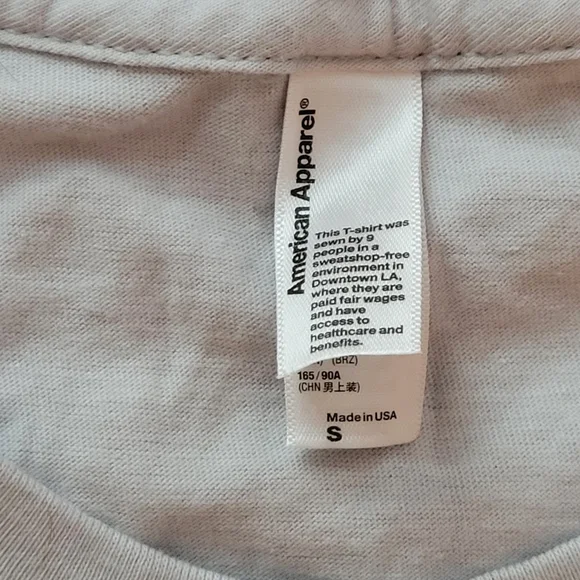 American Apparel®
This T-shirt was
sewn by 9
people in a
sweatshop-free
environment in
Downtown LA,
where they are
paid fair wages
and have
access to
healthcare and
benefits.
(BRZ)
165/90A
(CHN 男上装)
Made in USA
S